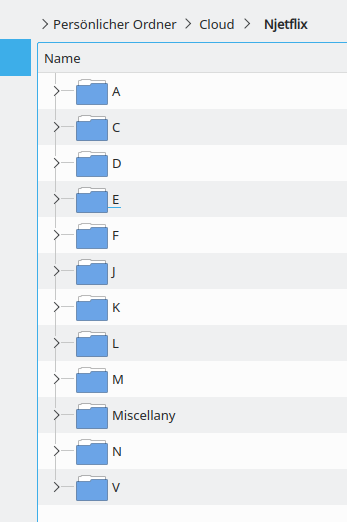 Persönlicher Ordner Cloud Njetflix
Name
A
C
D
E
F
J
K
L
M
Miscellany
N
V